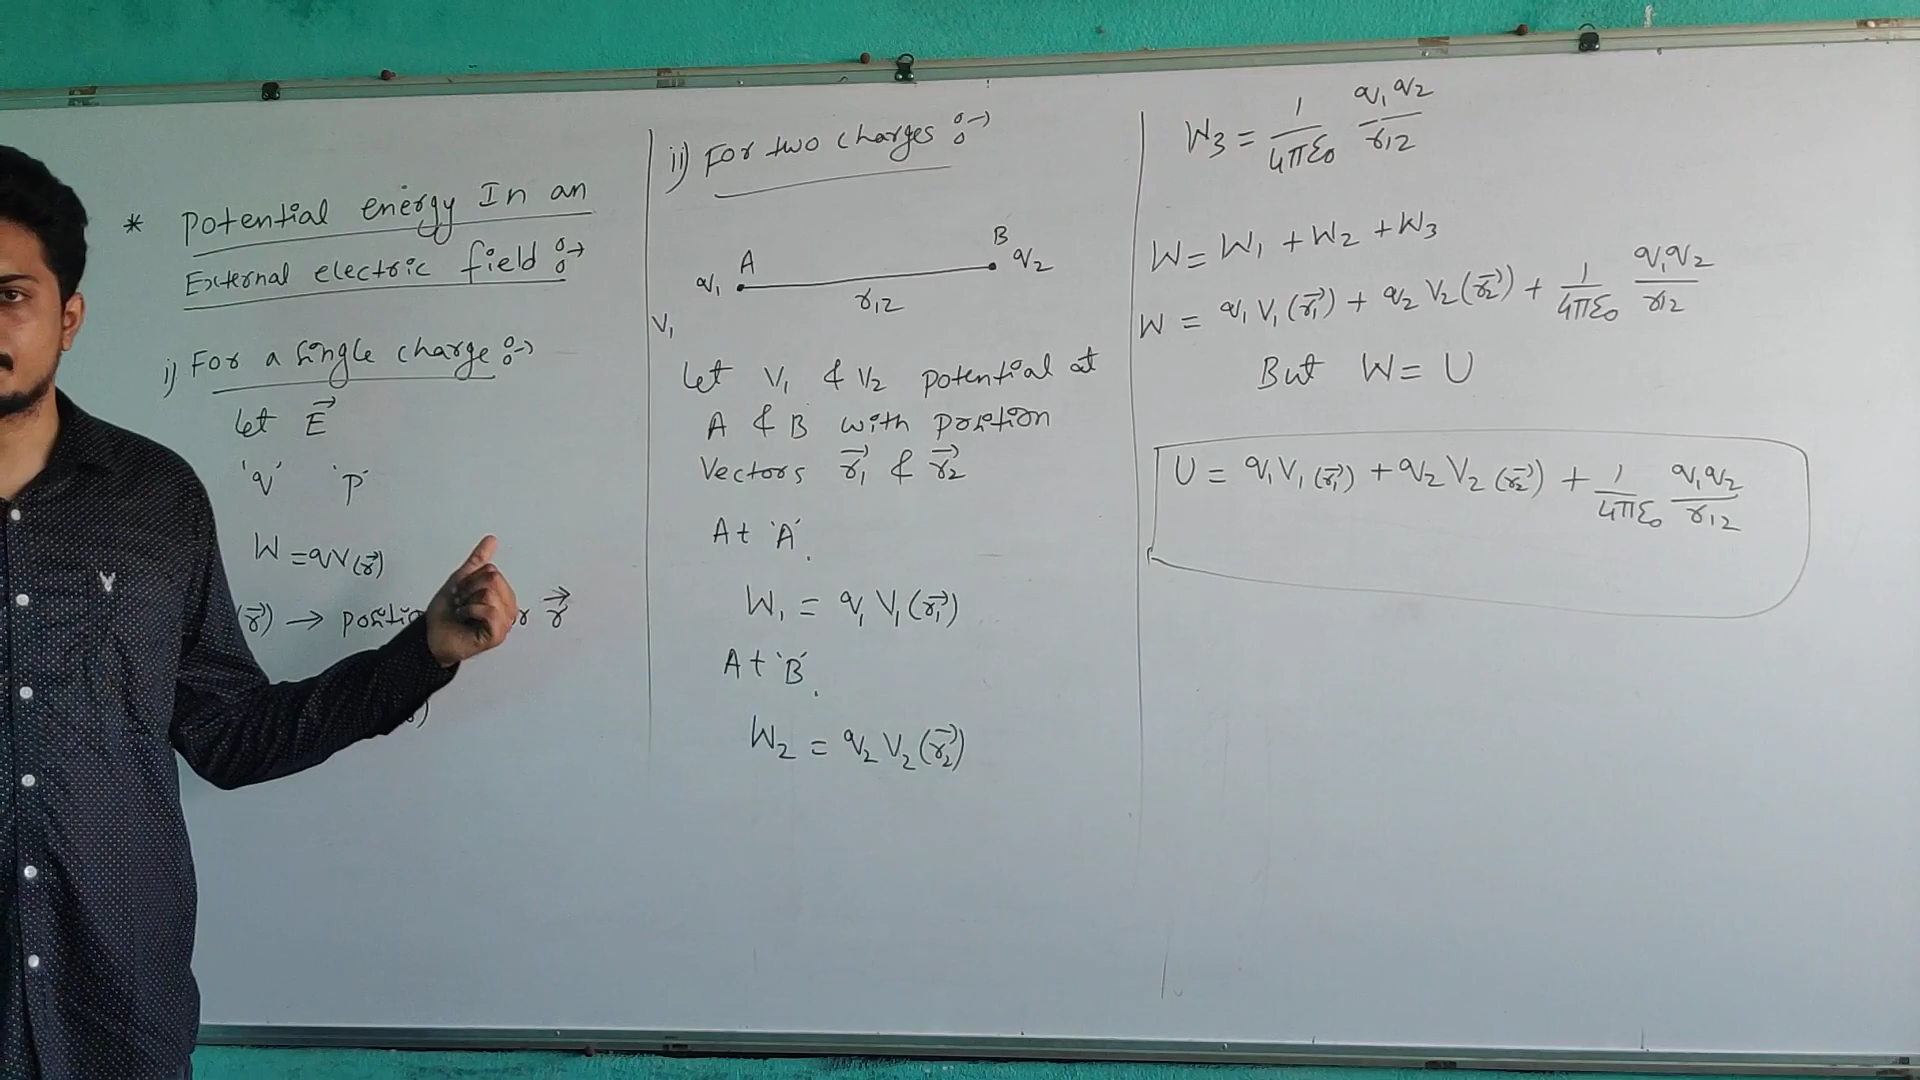 * Potential energy In an
External electric field :→
i) For a Single charge :→
Let E⃗
'q' 'P'
W = qV(r⃗)
(r⃗) → r⃗
ii) For two charges :→
A B
q₁ q₂
r₁₂
V₁
Let V₁ & V₂ potential at
A & B with Position
Vectors r⃗₁ & r⃗₂
At 'A'.
W₁ = q₁ V₁(r⃗₁)
At 'B'.
W₂ = q₂ V₂(r⃗₂)
W₃ = 1/4πε₀ q₁q₂/r₁₂
W = W₁ + W₂ + W₃
W = q₁ V₁(r⃗₁) + q₂ V₂(r⃗₂) + 1/4πε₀ q₁q₂/r₁₂
But W = U
U = q₁V₁(r⃗₁) + q₂V₂(r⃗₂) + 1/4πε₀ q₁q₂/r₁₂